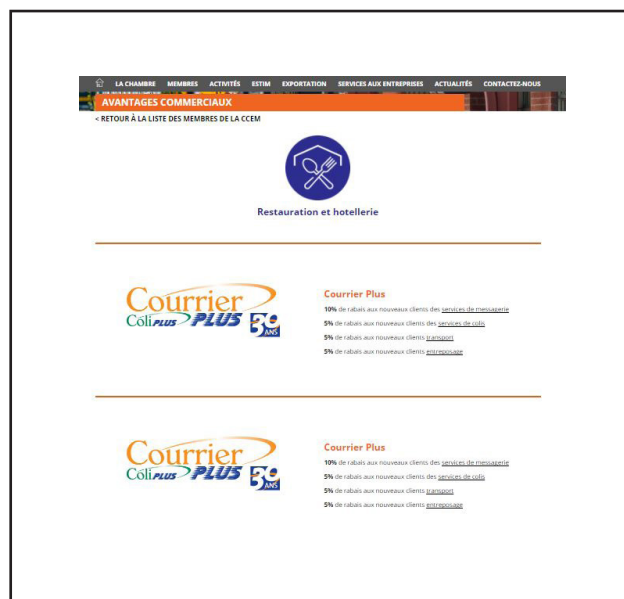 LA CHAMBRE MEMBRES ACTIVITÉS ESTIM EXPORTATION SERVICES AUX ENTREPRISES ACTUALITÉS CONTACTEZ-NOUS
AVANTAGES COMMERCIAUX
< RETOUR À LA LISTE DES MEMBRES DE LA CCEM
Restauration et hotellerie
Courrier
Coli PLUS PLUS 30 ANS
Courrier Plus
10% de rabais aux nouveaux clients des services de messagerie
5% de rabais aux nouveaux clients des services de colis
5% de rabais aux nouveaux clients transport
5% de rabais aux nouveaux clients entreposage
Courrier
Coli PLUS PLUS 30 ANS
Courrier Plus
10% de rabais aux nouveaux clients des services de messagerie
5% de rabais aux nouveaux clients des services de colis
5% de rabais aux nouveaux clients transport
5% de rabais aux nouveaux clients entreposage